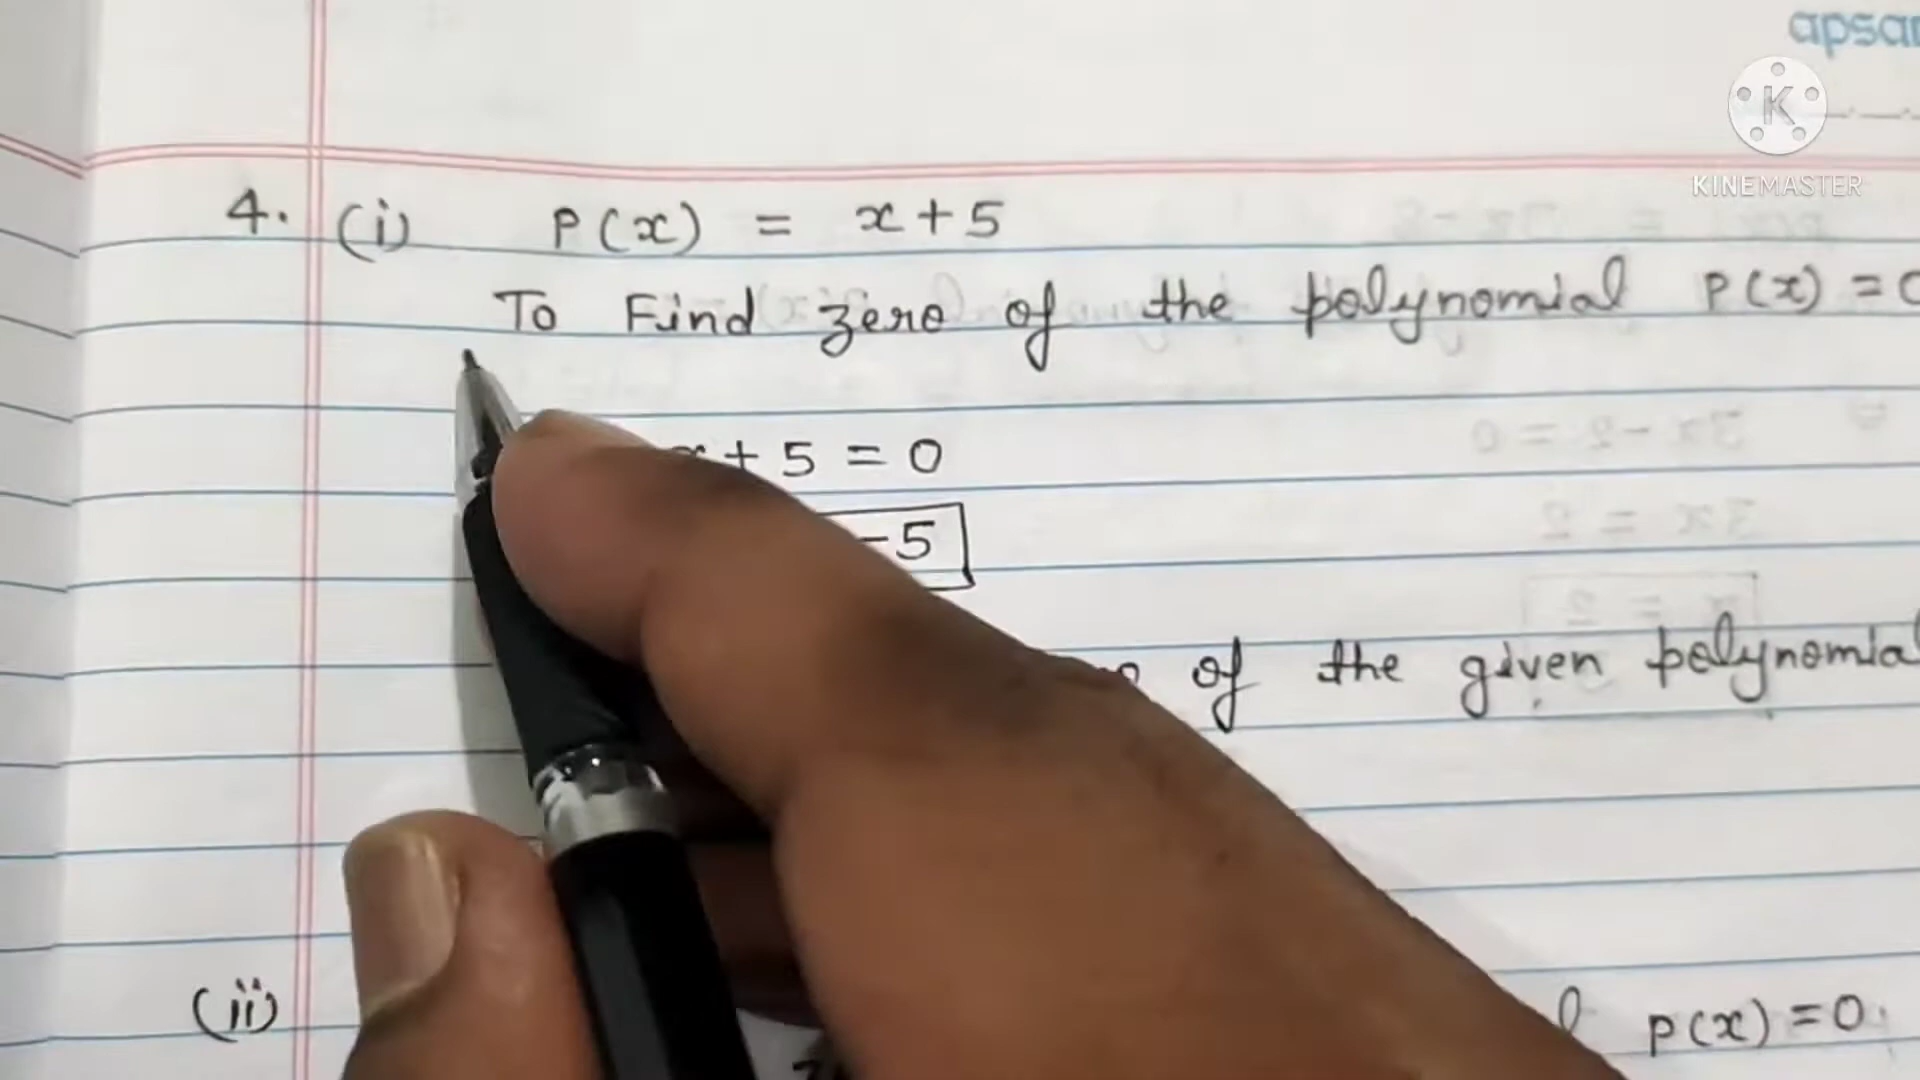 apsar
KINEMASTER
4. (i) P(x) = x + 5
To Find zero of the polynomial P(x) = 0
x + 5 = 0
-5
of the given polynomial
(ii) P(x) = 0.